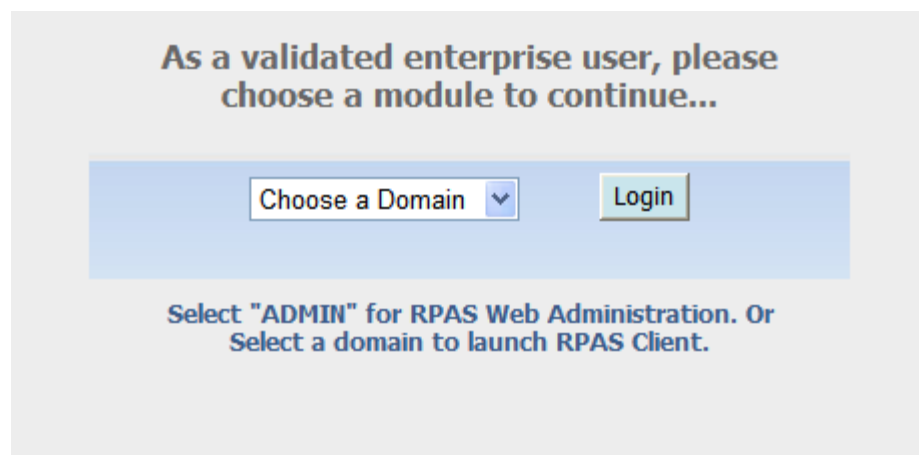 As a validated enterprise user, please
choose a module to continue...
Choose a Domain
Login
Select "ADMIN" for RPAS Web Administration. Or
Select a domain to launch RPAS Client.